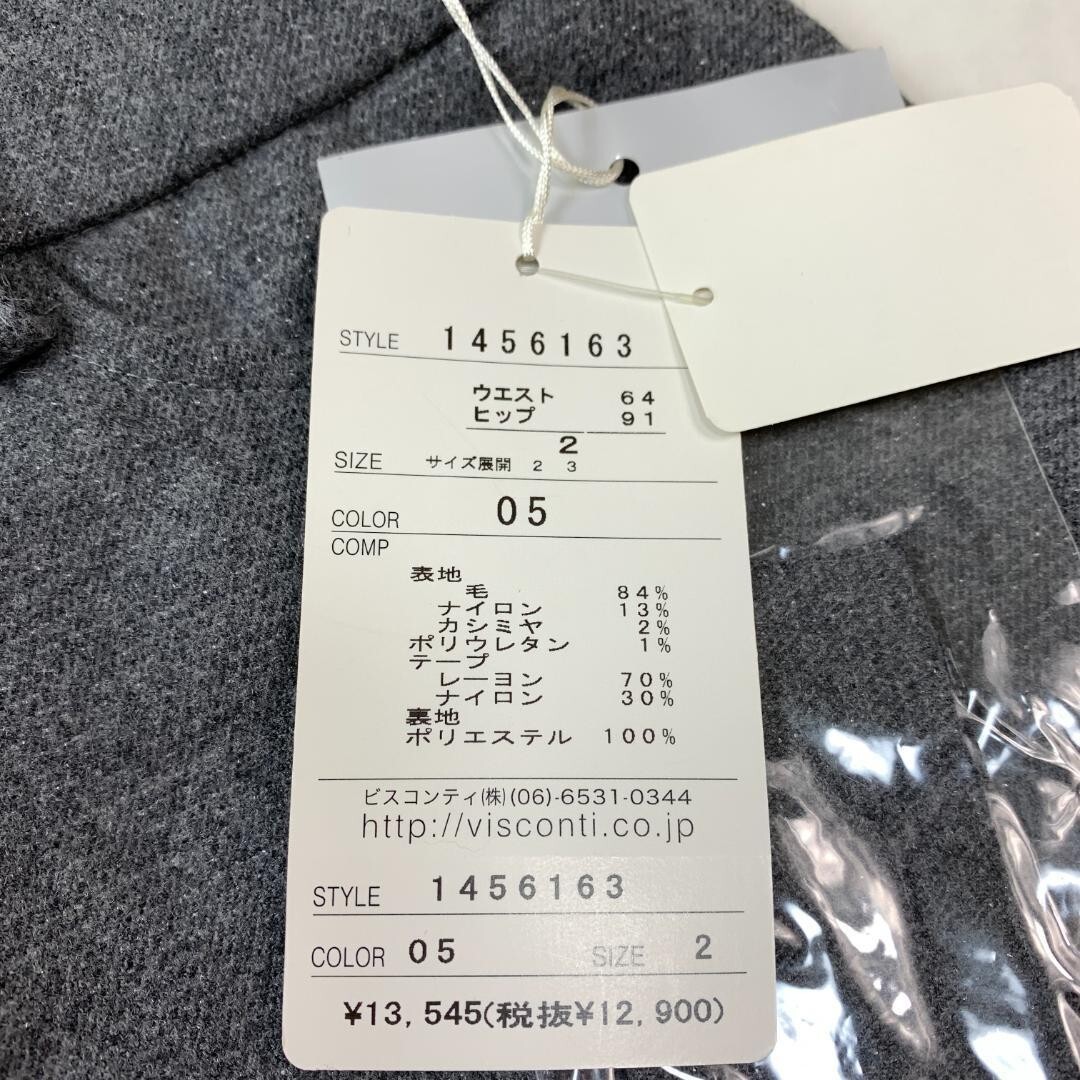 STYLE 1456163
ウエスト 64
ヒップ 91
2
SIZE サイズ展開 2 3
COLOR 05
COMP
表地
毛 84%
ナイロン 13%
カシミヤ 2%
ポリウレタン 1%
テープ
レーヨン 70%
ナイロン 30%
裏地
ポリエステル 100%
ビスコンティ(株)(06)-6531-0344
http://visconti.co.jp
STYLE 1456163
COLOR 05 SIZE 2
¥13,545(税抜¥12,900)